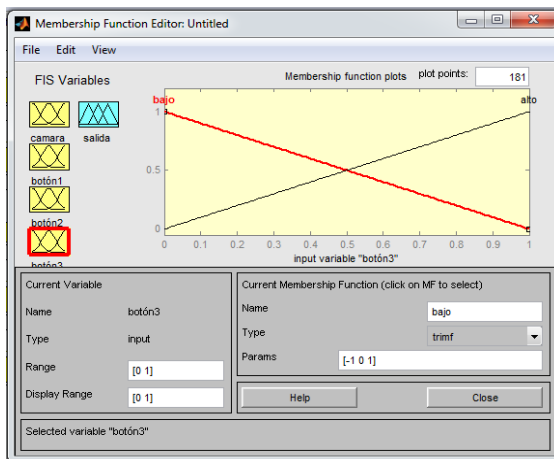 Membership Function Editor: Untitled
File Edit View
FIS Variables
camara
salida
botón1
botón2
botón3
Membership function plots plot points: 181
bajo alto
1
0.5
0
0 0.1 0.2 0.3 0.4 0.5 0.6 0.7 0.8 0.9 1
input variable "botón3"
Current Variable
Name botón3
Type input
Range [0 1]
Display Range [0 1]
Current Membership Function (click on MF to select)
Name bajo
Type trimf
Params [-1 0 1]
Help Close
Selected variable "botón3"